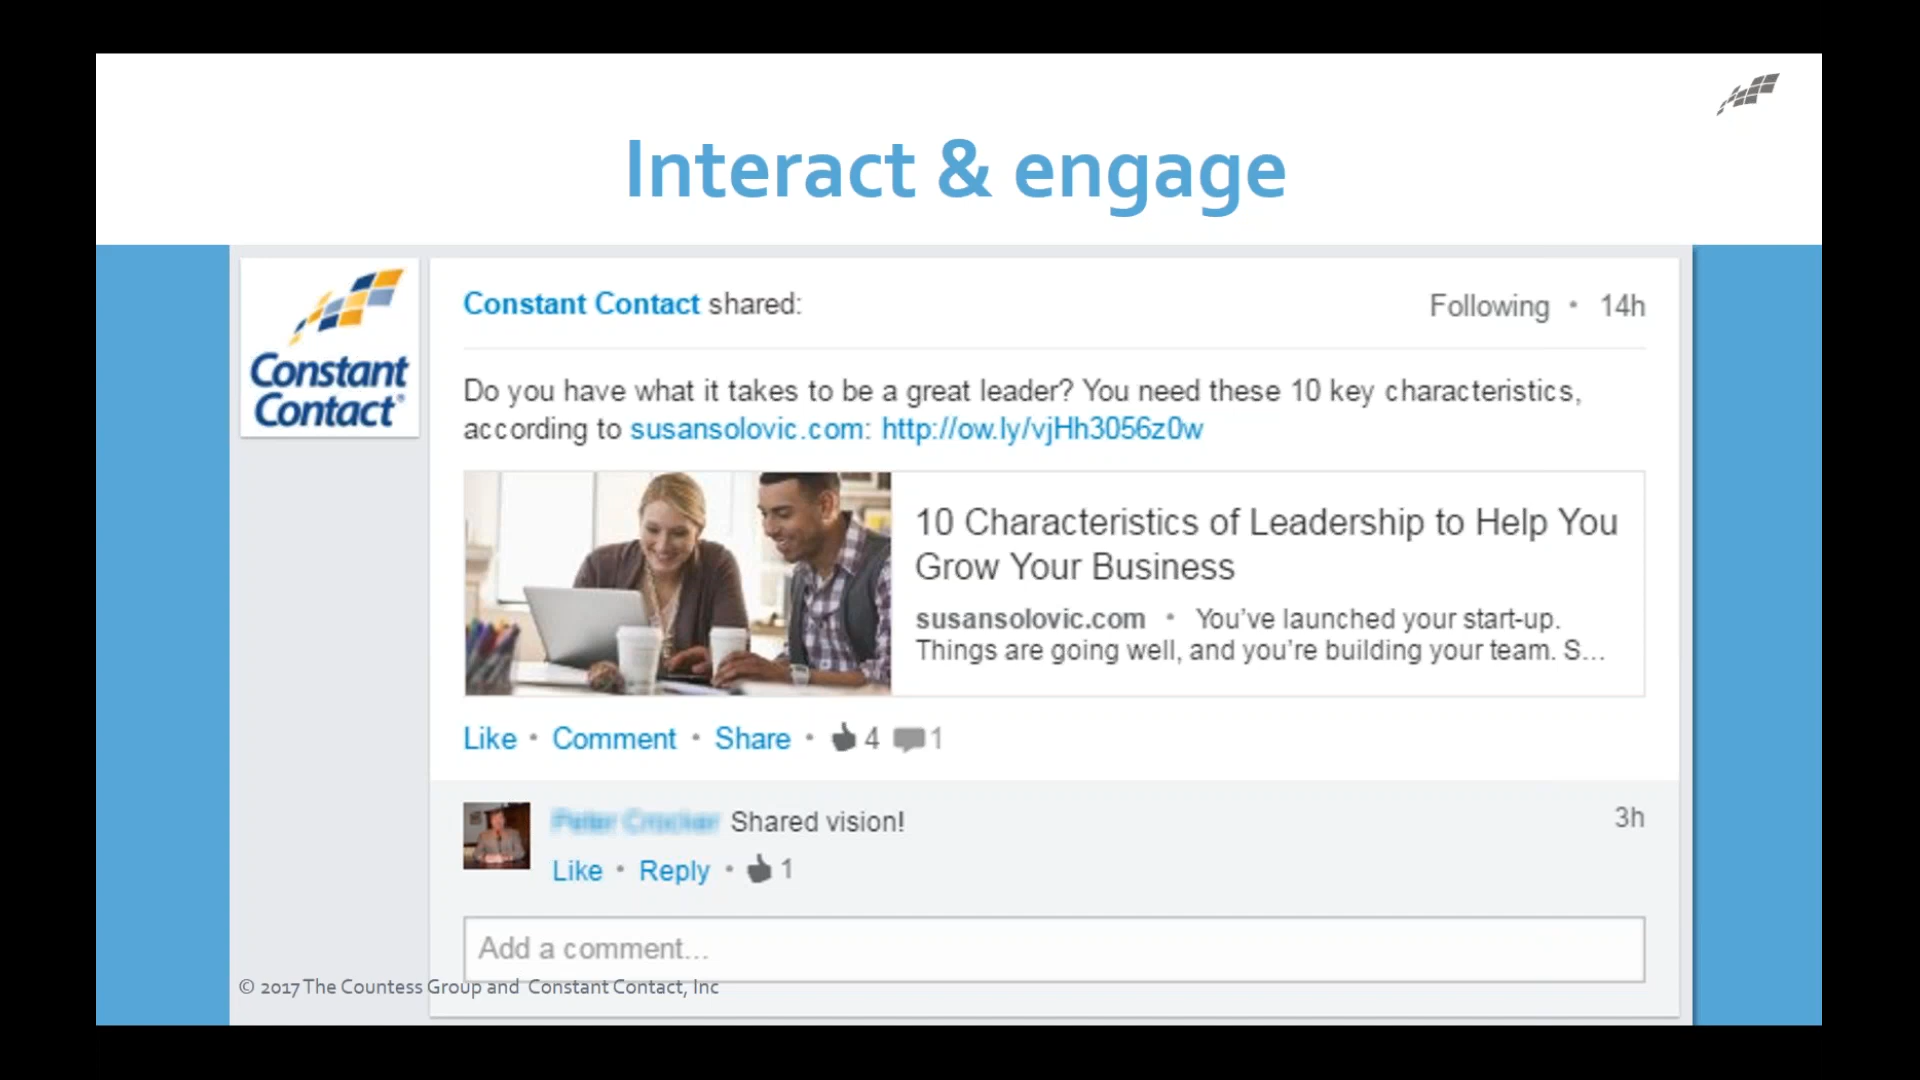 Interact & engage
Constant
Contact®
Constant Contact shared:
Following • 14h
Do you have what it takes to be a great leader? You need these 10 key characteristics,
according to susansolovic.com: http://ow.ly/vjHh3056z0w
10 Characteristics of Leadership to Help You
Grow Your Business
susansolovic.com • You’ve launched your start-up.
Things are going well, and you’re building your team. S...
Like • Comment • Share • 4 1
Shared vision!
3h
Like • Reply • 1
Add a comment...
© 2017 The Countess Group and Constant Contact, Inc